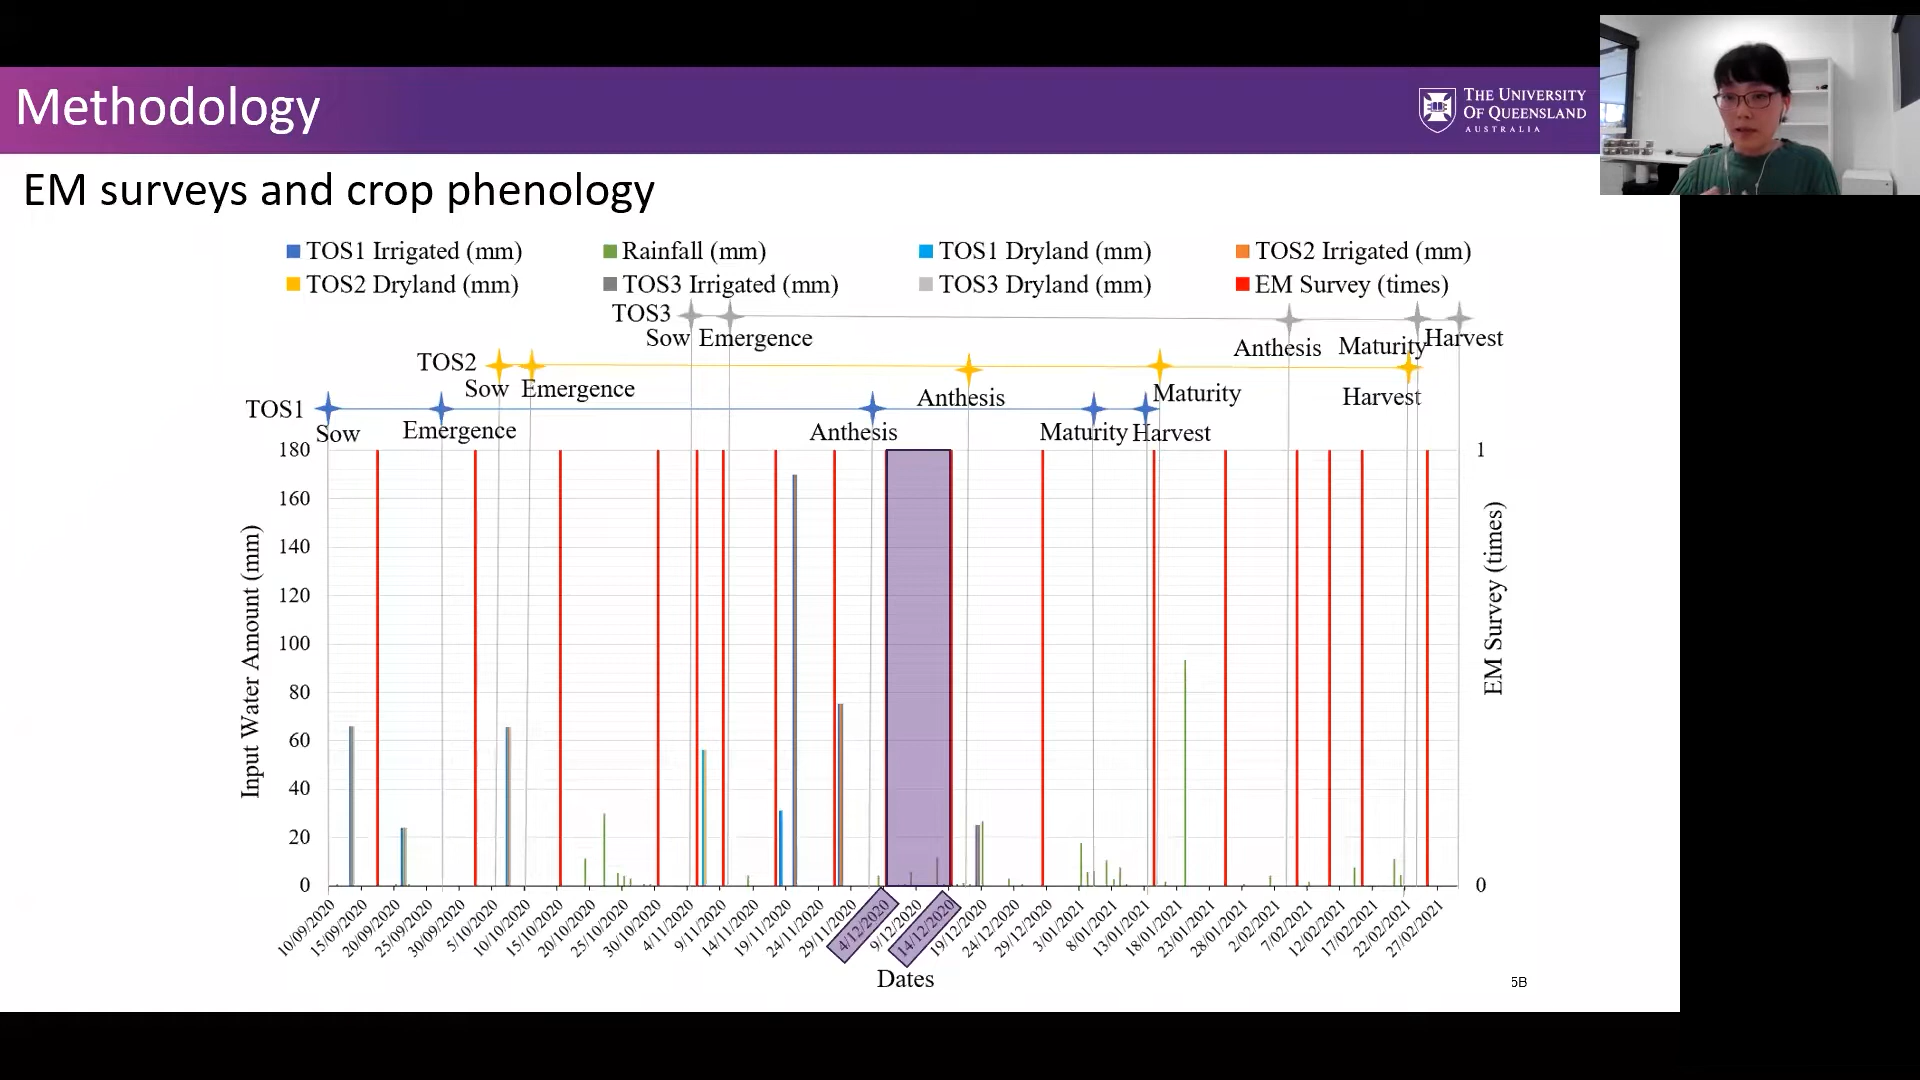 Methodology
THE UNIVERSITY
OF QUEENSLAND
AUSTRALIA
EM surveys and crop phenology
TOS1 Irrigated (mm)
Rainfall (mm)
TOS1 Dryland (mm)
TOS2 Irrigated (mm)
TOS2 Dryland (mm)
TOS3 Irrigated (mm)
TOS3 Dryland (mm)
EM Survey (times)
TOS3
Sow
Emergence
Anthesis
Maturity
Harvest
TOS2
Sow
Emergence
Anthesis
Maturity
Harvest
TOS1
Sow
Emergence
Anthesis
Maturity
Harvest
180
160
140
120
100
80
60
40
20
0
Input Water Amount (mm)
1
0
EM Survey (times)
10/09/2020
15/09/2020
20/09/2020
25/09/2020
30/09/2020
5/10/2020
10/10/2020
15/10/2020
20/10/2020
25/10/2020
30/10/2020
4/11/2020
9/11/2020
14/11/2020
19/11/2020
24/11/2020
29/11/2020
4/12/2020
9/12/2020
14/12/2020
19/12/2020
24/12/2020
29/12/2020
3/01/2021
8/01/2021
13/01/2021
18/01/2021
23/01/2021
28/01/2021
2/02/2021
7/02/2021
12/02/2021
17/02/2021
22/02/2021
27/02/2021
Dates
5B